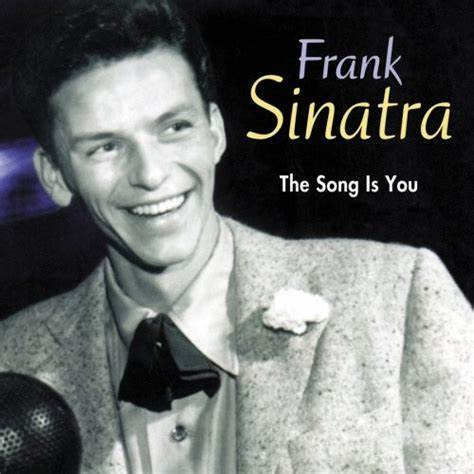 Frank
Sinatra
The Song Is You